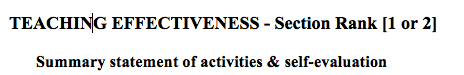 TEACHING EFFECTIVENESS - Section Rank [1 or 2]
Summary statement of activities & self-evaluation